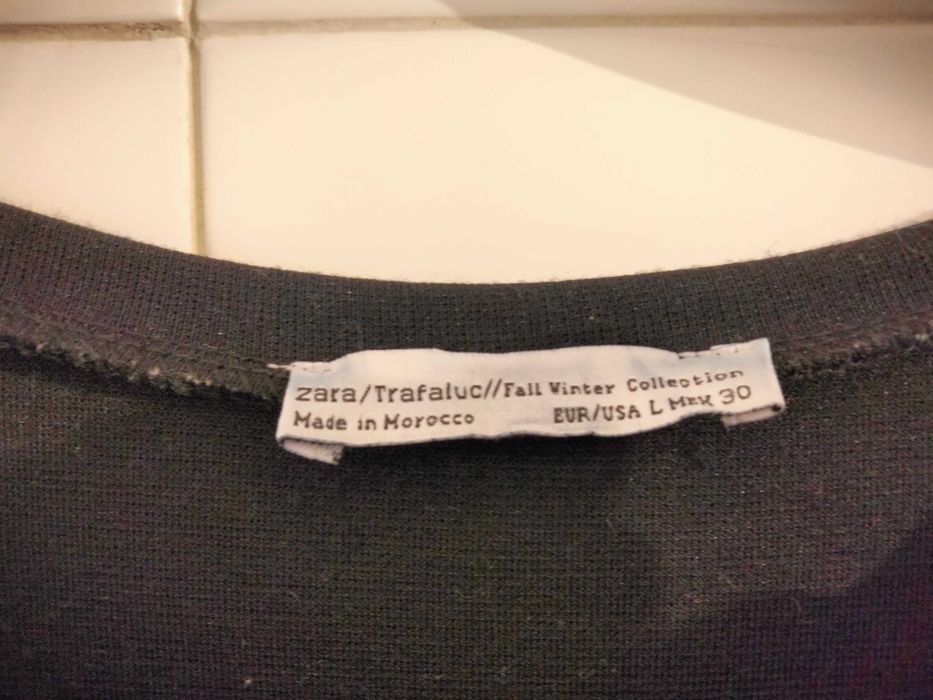 zara/Trafaluc//Fall Winter Collection
Made in Morocco EUR/USA L MEX 30